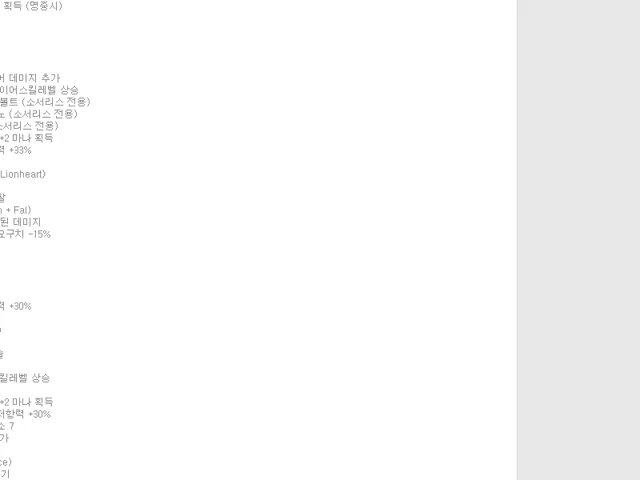 획득 (명중시)
데미지 추가
이어스킬레벨 상승
볼트 (소서리스 전용)
노 (소서리스 전용)
소서리스 전용)
+2 마나 획득
력 +33%
Lionheart)
+ Fal)
된 데미지
요구치 -15%
력 +30%
킬레벨 상승
+2 마나 획득
저항력 +30%
소 7
가
ce)
기